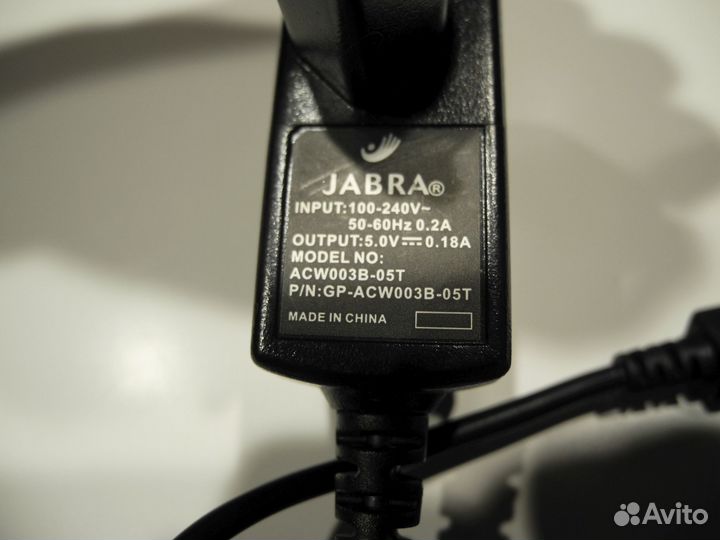 JABRA®
INPUT:100-240V~
50-60Hz 0.2A
OUTPUT:5.0V⎓0.18A
MODEL NO:
ACW003B-05T
P/N:GP-ACW003B-05T
MADE IN CHINA
Avito